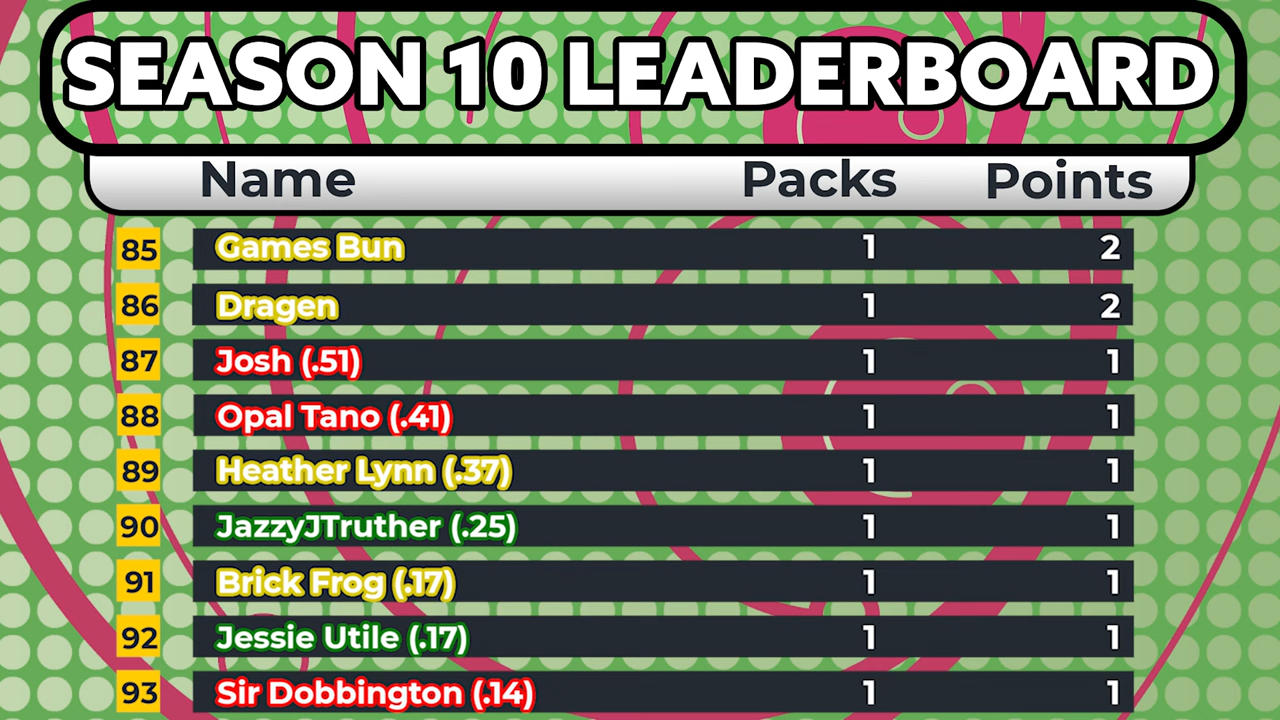 SEASON 10 LEADERBOARD
Name Packs Points
85 Games Bun 1 2
86 Dragen 1 2
87 Josh (.51) 1 1
88 Opal Tano (.41) 1 1
89 Heather Lynn (.37) 1 1
90 JazzyJTruther (.25) 1 1
91 Brick Frog (.17) 1 1
92 Jessie Utile (.17) 1 1
93 Sir Dobbington (.14) 1 1